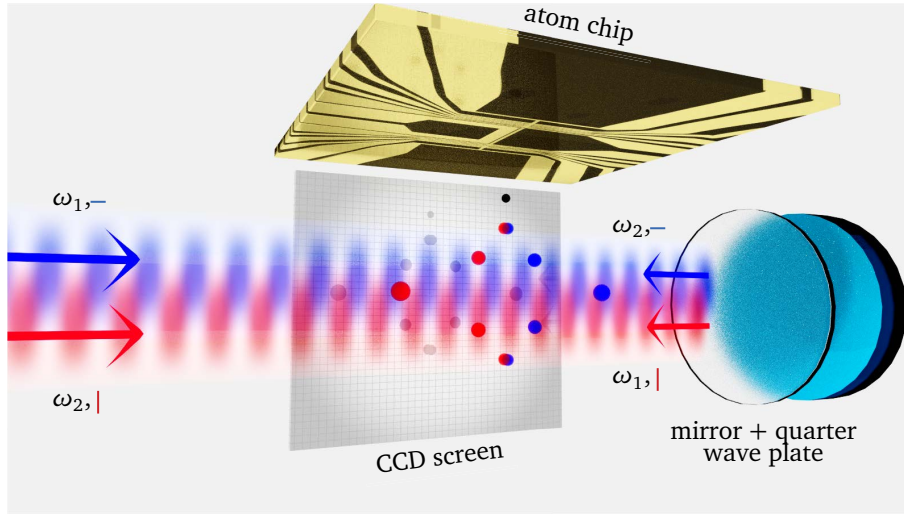 atom chip
ω₁,–
ω₂,–
ω₂,|
ω₁,|
CCD screen
mirror + quarter
wave plate